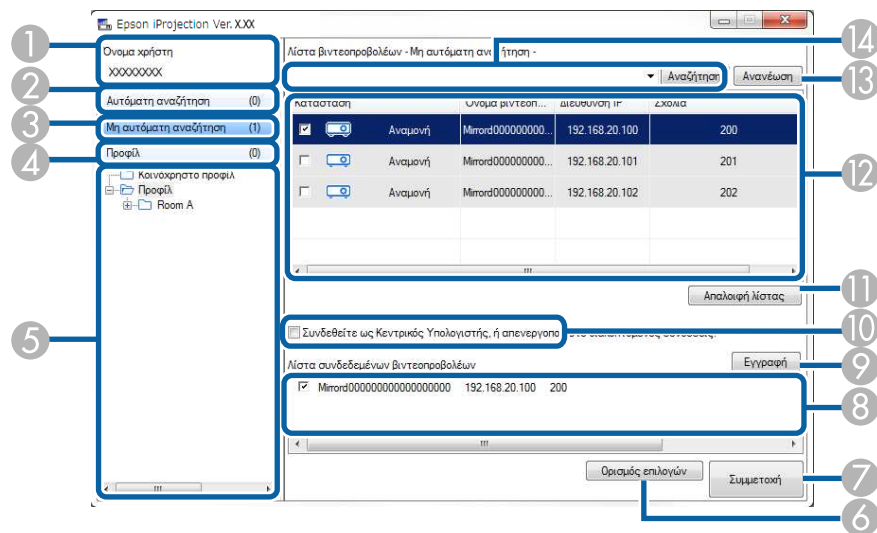 Epson iProjection Ver. X.XX
Όνομα χρήστη
XXXXXXXX
Αυτόματη αναζήτηση (0)
Μη αυτόματη αναζήτηση (1)
Προφίλ (0)
Κοινόχρηστο προφίλ
Προφίλ
Room A
Λίστα βιντεοπροβολέων - Μη αυτόματη αναζήτηση -
Αναζήτηση Ανανέωση
Κατάσταση Όνομα βιντεοπ... Διεύθυνση IP Σχόλια
Αναμονή Mirrord000000000... 192.168.20.100 200
Αναμονή Mirrord000000000... 192.168.20.101 201
Αναμονή Mirrord000000000... 192.168.20.102 202
Απαλοιφή λίστας
Συνδεθείτε ως Κεντρικός Υπολογιστής, ή απενεργοπο
Λίστα συνδεδεμένων βιντεοπροβολέων
Εγγραφή
Mirrord00000000000000000000 192.168.20.100 200
Ορισμός επιλογών
Συμμετοχή
1
2
3
4
5
6
7
8
9
10
11
12
13
14